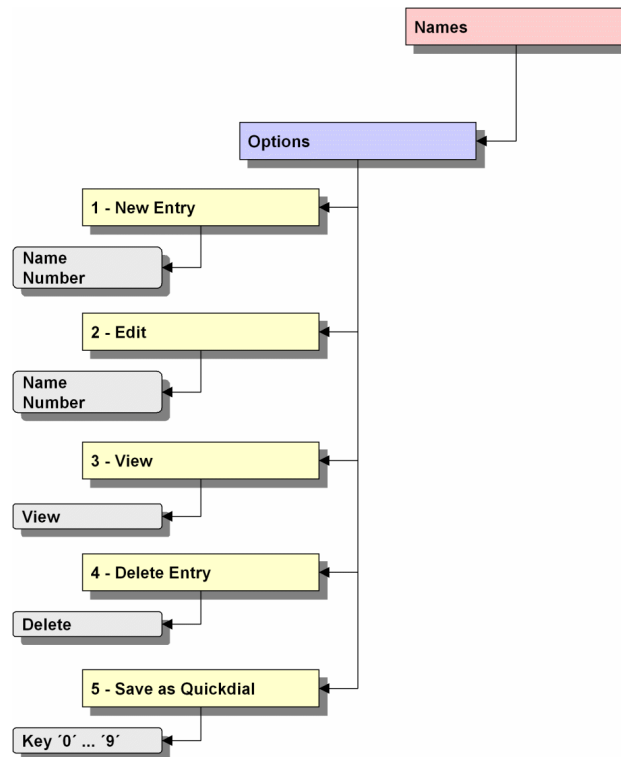 Names
Options
1 - New Entry
Name
Number
2 - Edit
Name
Number
3 - View
View
4 - Delete Entry
Delete
5 - Save as Quickdial
Key ´0´ ... ´9´